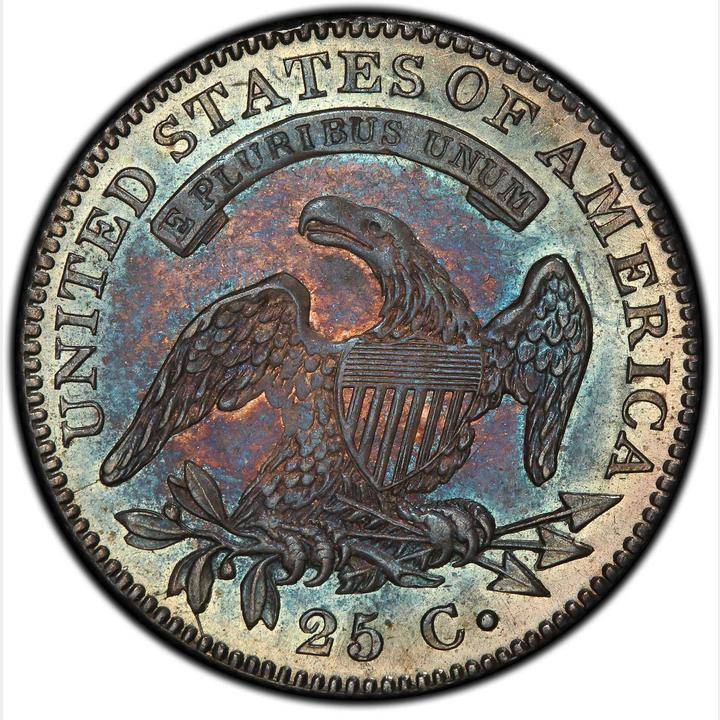 UNITED STATES OF AMERICA
E PLURIBUS UNUM
25 C.